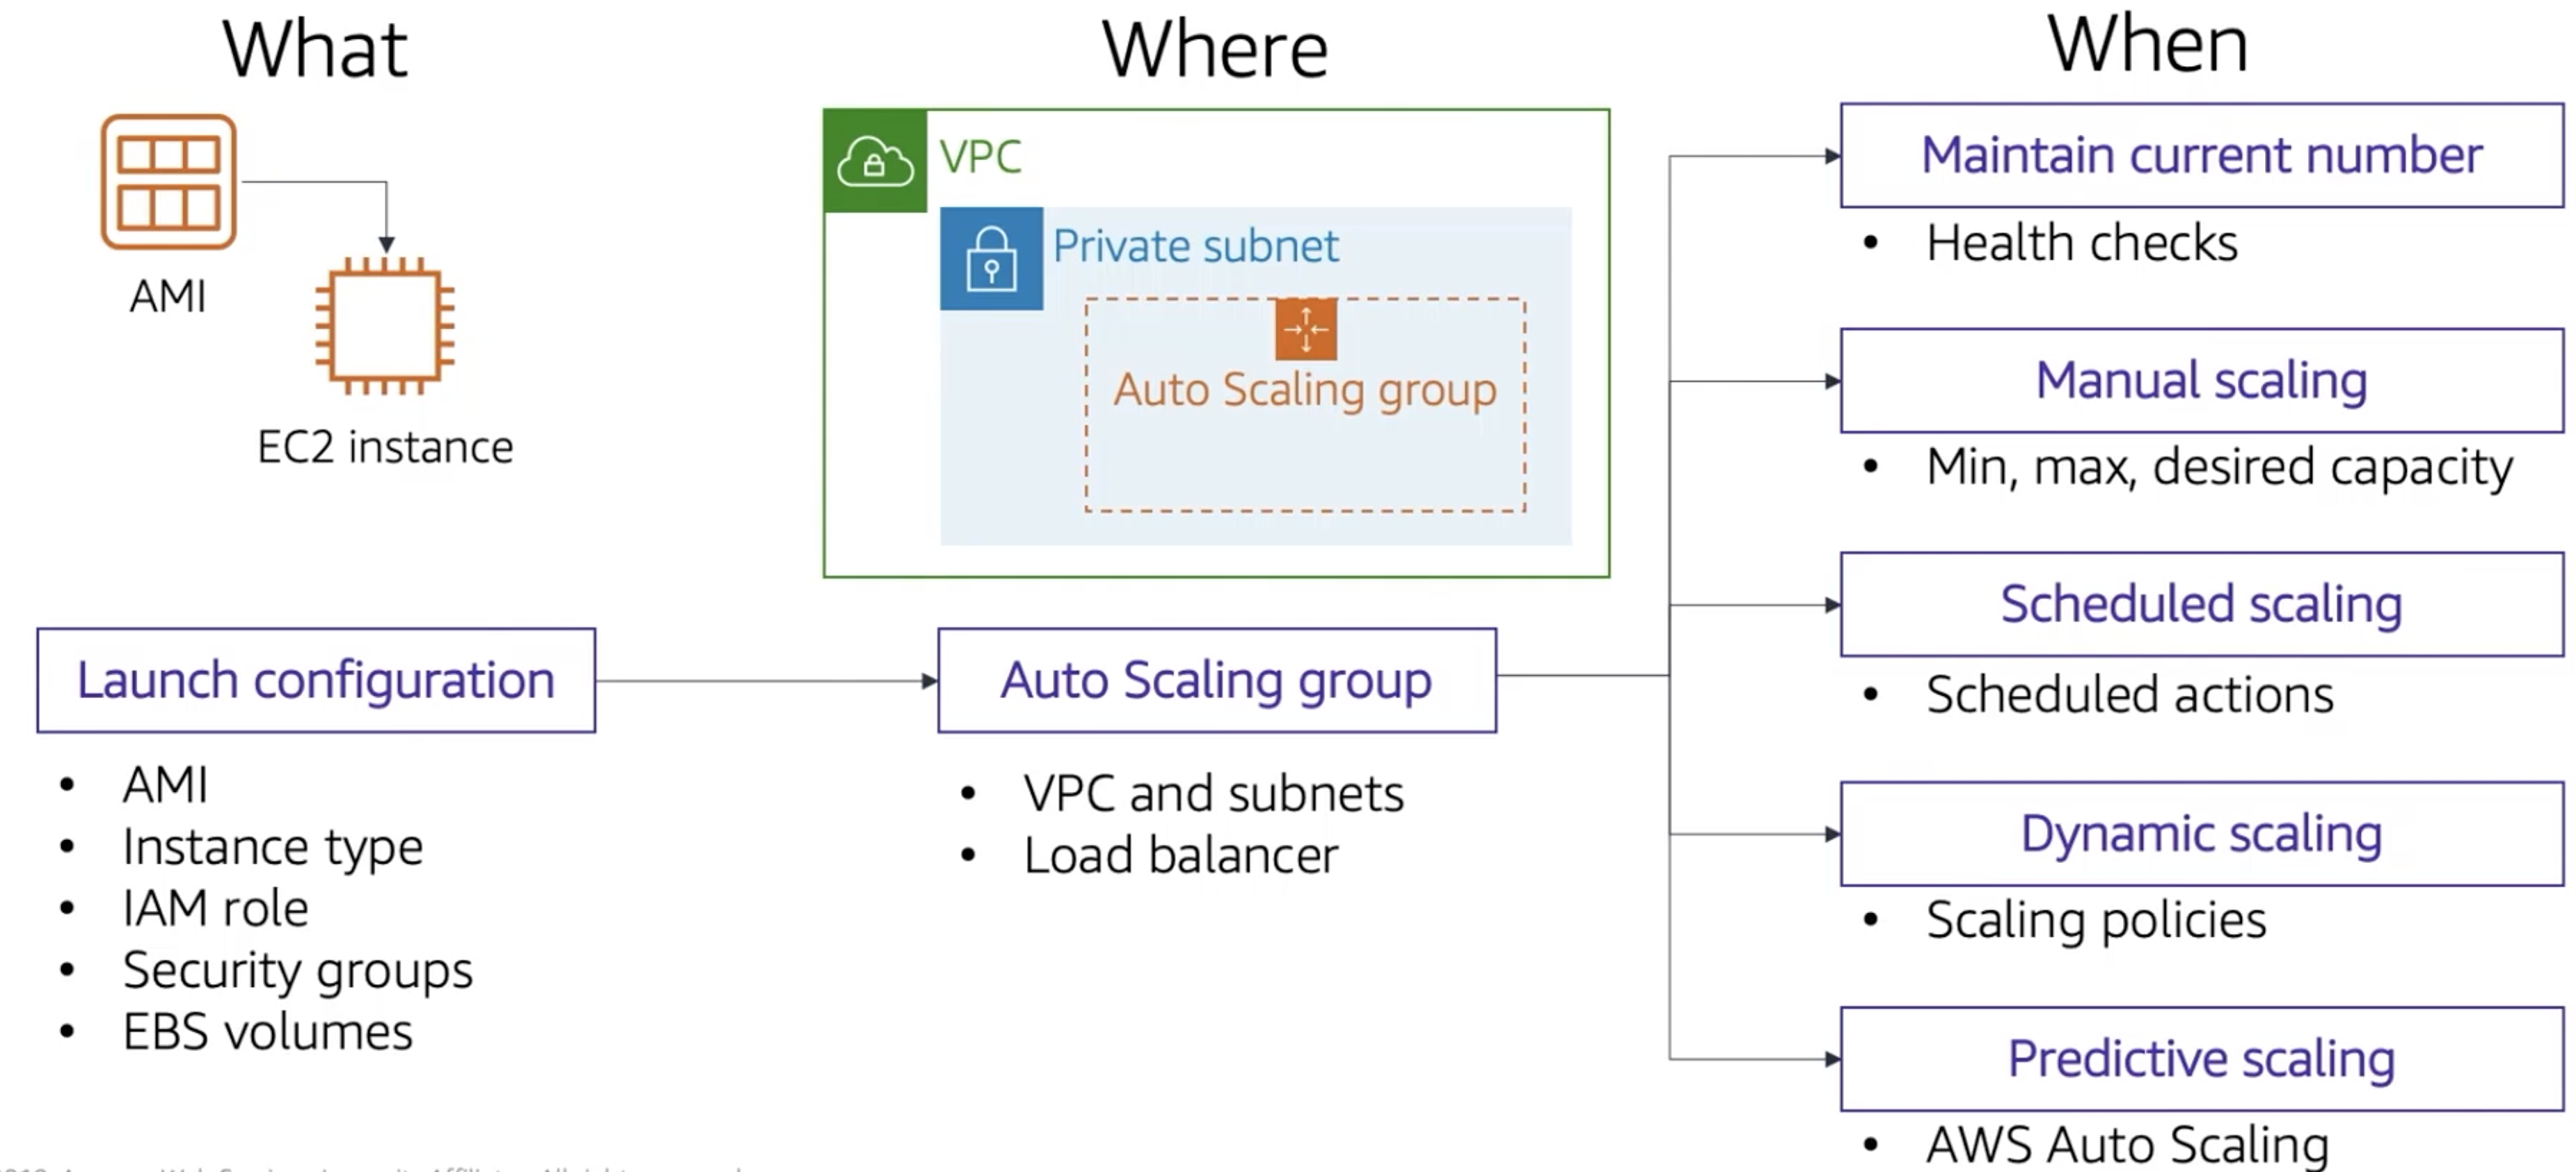 What
AMI
EC2 instance
Launch configuration
• AMI
• Instance type
• IAM role
• Security groups
• EBS volumes
Where
VPC
Private subnet
Auto Scaling group
Auto Scaling group
• VPC and subnets
• Load balancer
When
Maintain current number
• Health checks
Manual scaling
• Min, max, desired capacity
Scheduled scaling
• Scheduled actions
Dynamic scaling
• Scaling policies
Predictive scaling
• AWS Auto Scaling